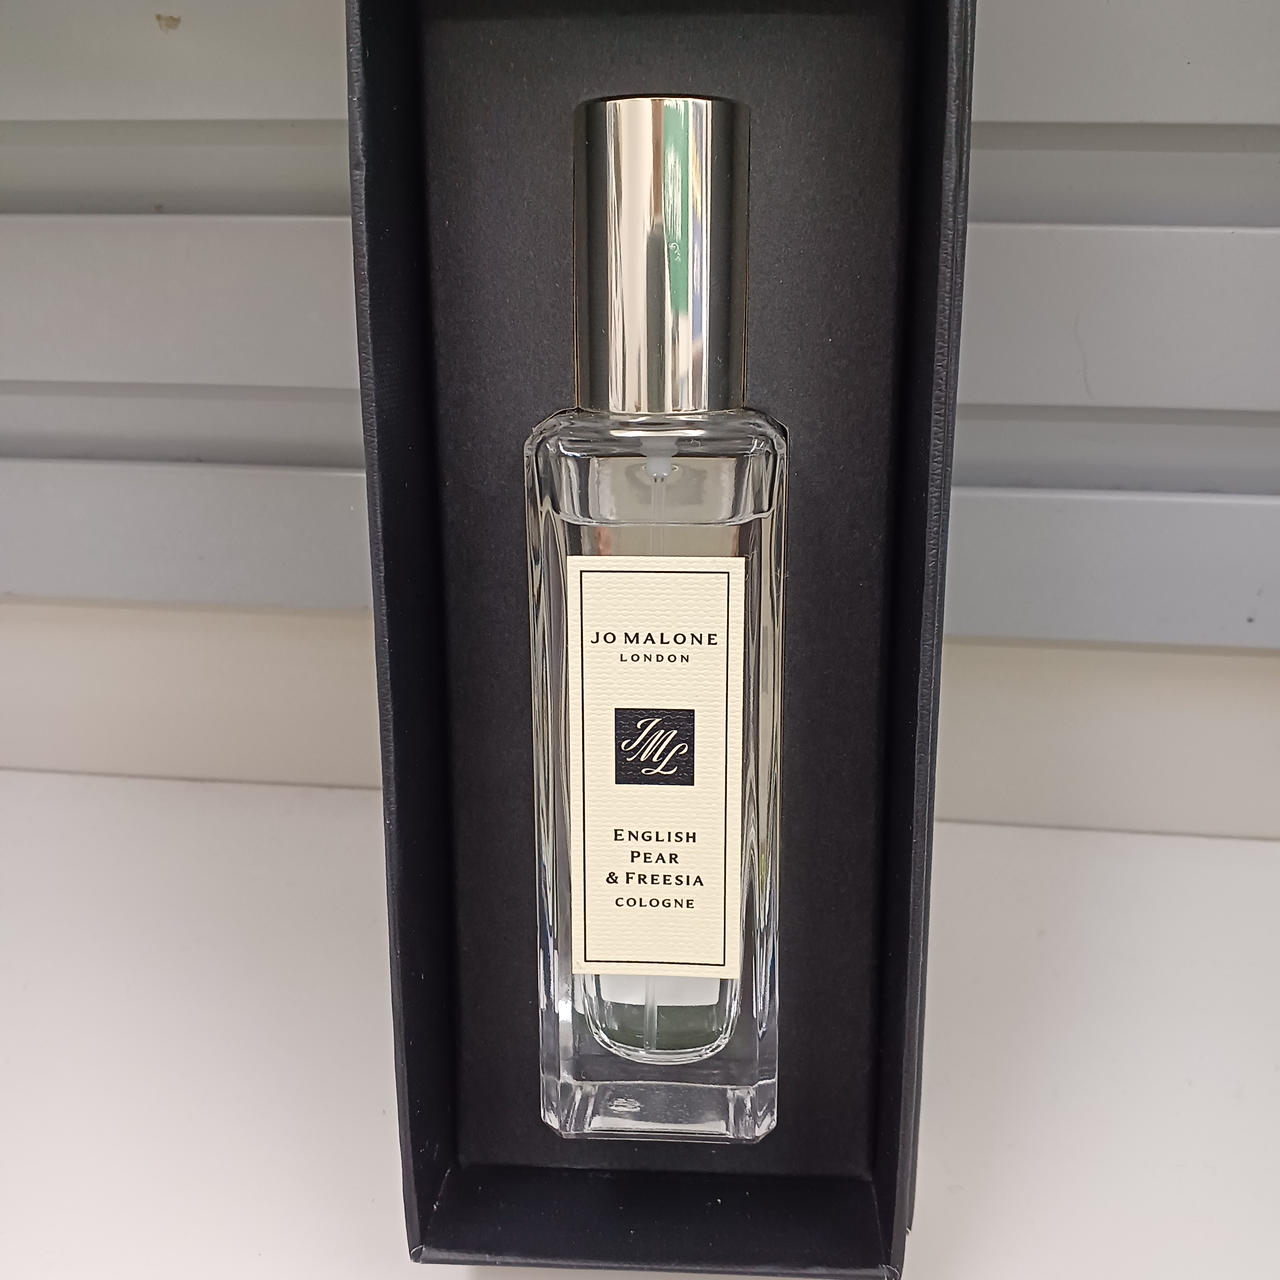 JO MALONE
LONDON
JML
ENGLISH
PEAR
& FREESIA
COLOGNE